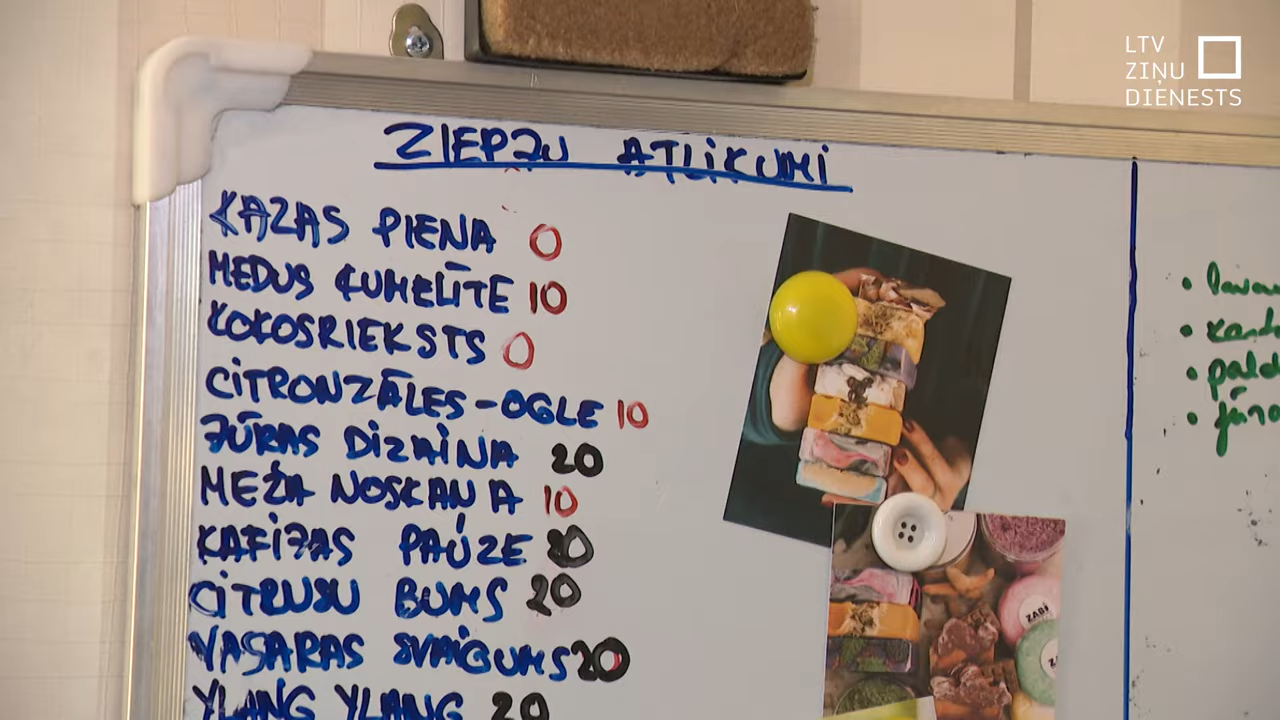 LTV
ZIŅU
DIENESTS
ZIEPJU ATLIKUMI
KAZAS PIENA 0
MEDUS KUMELĪTE 10
KOKOSRIEKSTS 0
CITRONZĀLES-OGLE 10
JŪRAS DIZAINA 20
MEŽA NOSKAŅA 10
KAFIJAS PAUZE 20
CITRUSU BUMS 20
VASARAS SVAIGUMS 20
YLANG YLANG 20